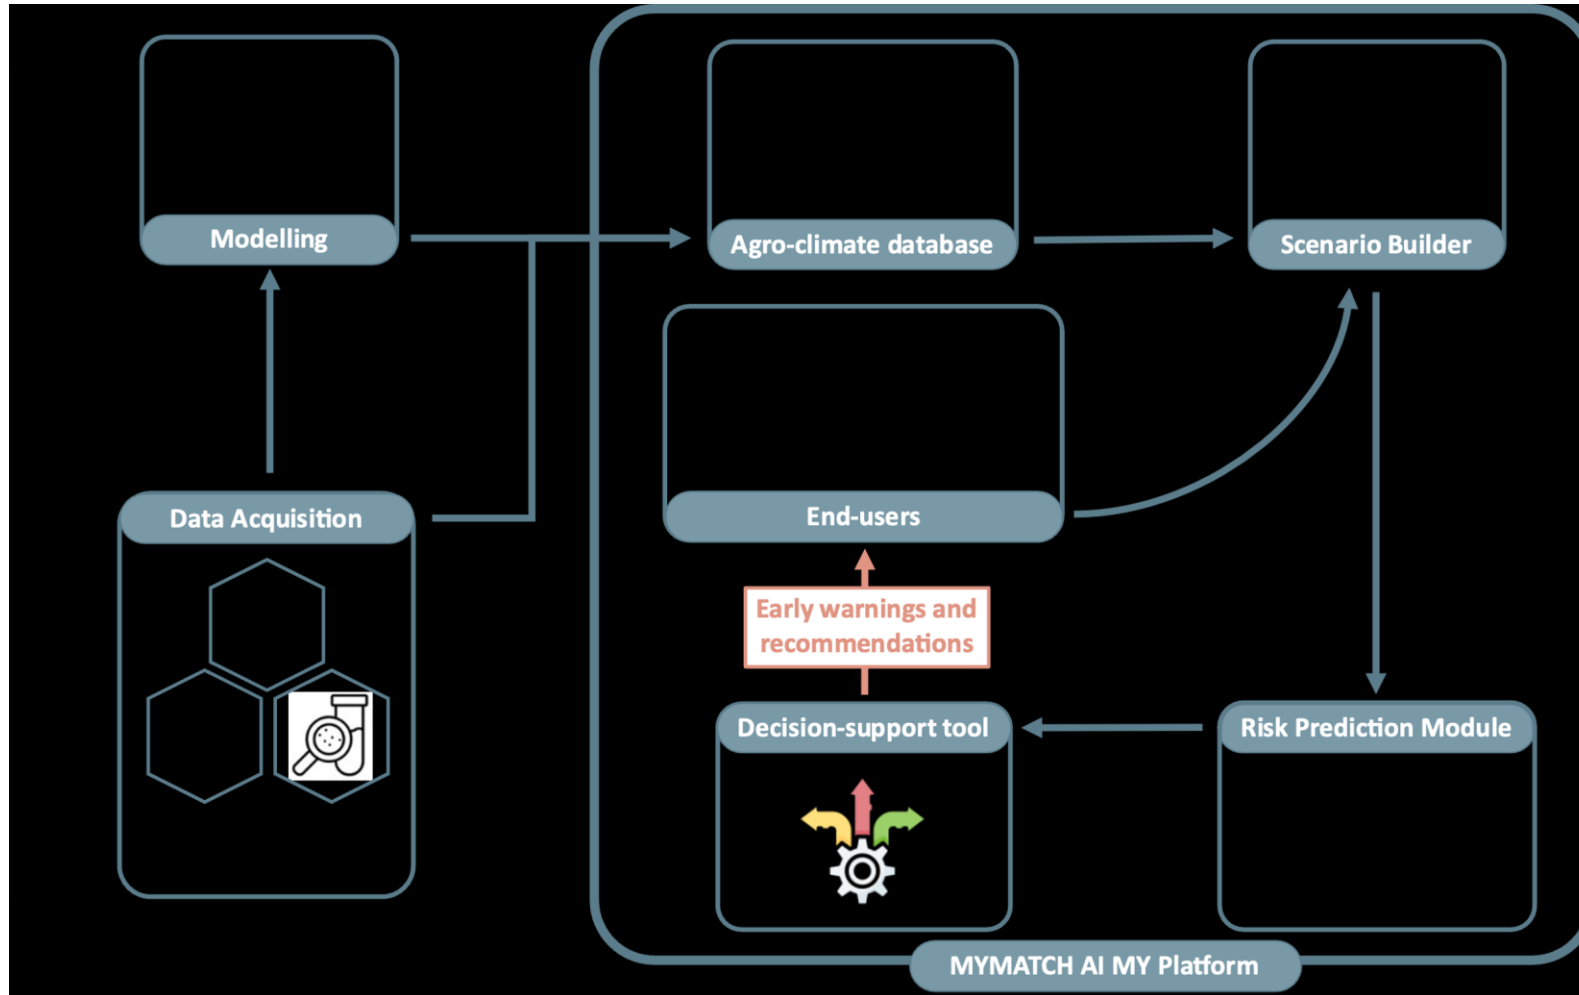 Modelling
Agro-climate database
Scenario Builder
Data Acquisition
End-users
Early warnings and
recommendations
Decision-support tool
Risk Prediction Module
MYMATCH AI MY Platform